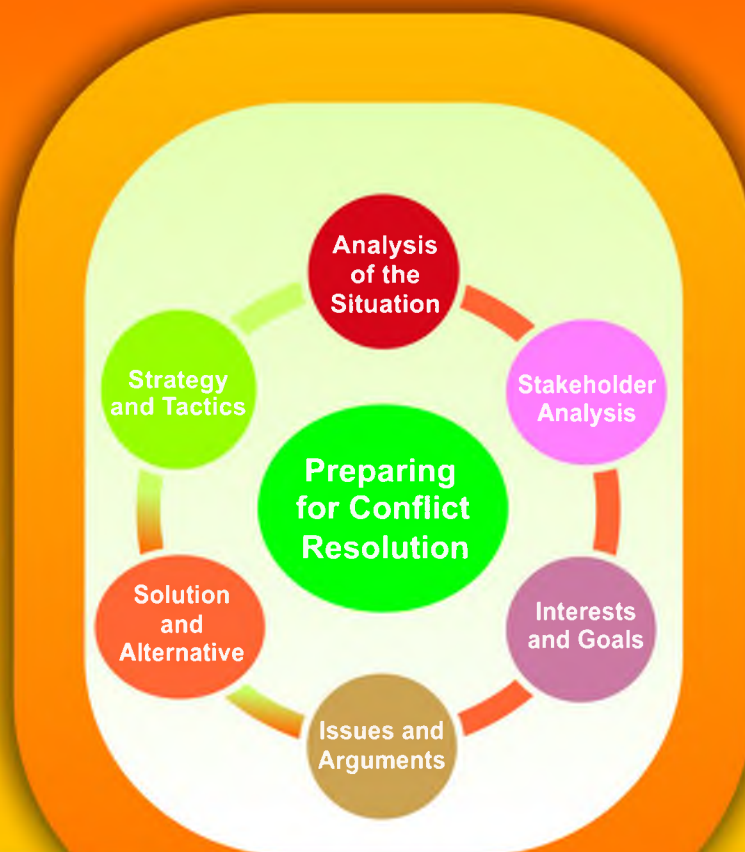 Analysis
of the
Situation
Stakeholder
Analysis
Interests
and Goals
Issues and
Arguments
Solution
and
Alternative
Strategy
and Tactics
Preparing
for Conflict
Resolution